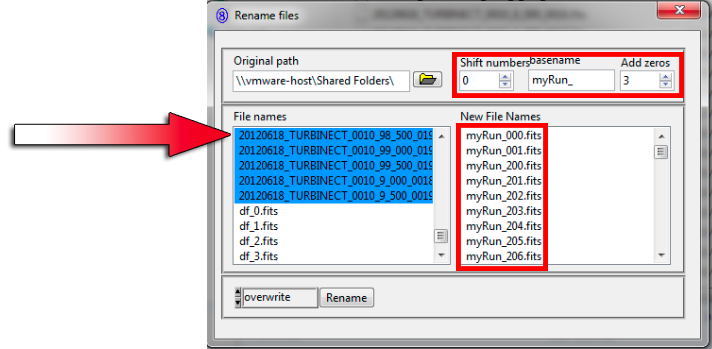 Rename files
Original path
Shift numbers
basename
Add zeros
\\vmware-host\Shared Folders\
0
myRun_
3
File names
New File Names
20120618_TURBINECT_0010_98_500_019
20120618_TURBINECT_0010_99_000_019
20120618_TURBINECT_0010_99_500_019
20120618_TURBINECT_0010_9_000_0018
20120618_TURBINECT_0010_9_500_0019
df_0.fits
df_1.fits
df_2.fits
df_3.fits
myRun_000.fits
myRun_001.fits
myRun_200.fits
myRun_201.fits
myRun_202.fits
myRun_203.fits
myRun_204.fits
myRun_205.fits
myRun_206.fits
overwrite
Rename